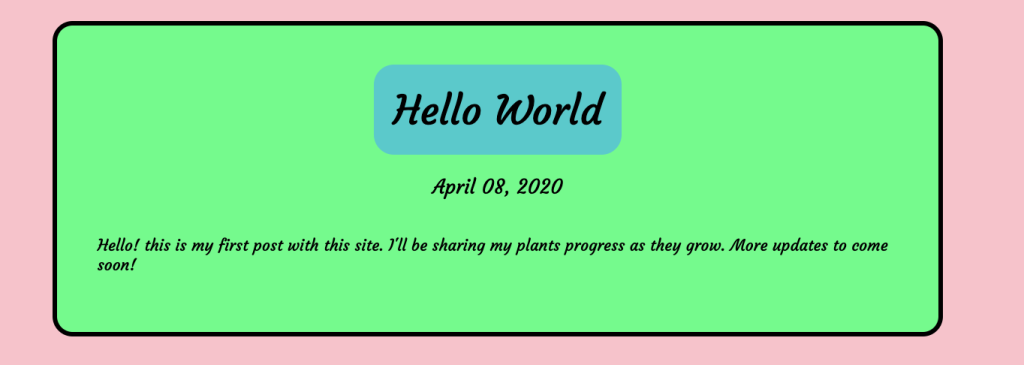 Hello World
April 08, 2020
Hello! this is my first post with this site. I'll be sharing my plants progress as they grow. More updates to come
soon!